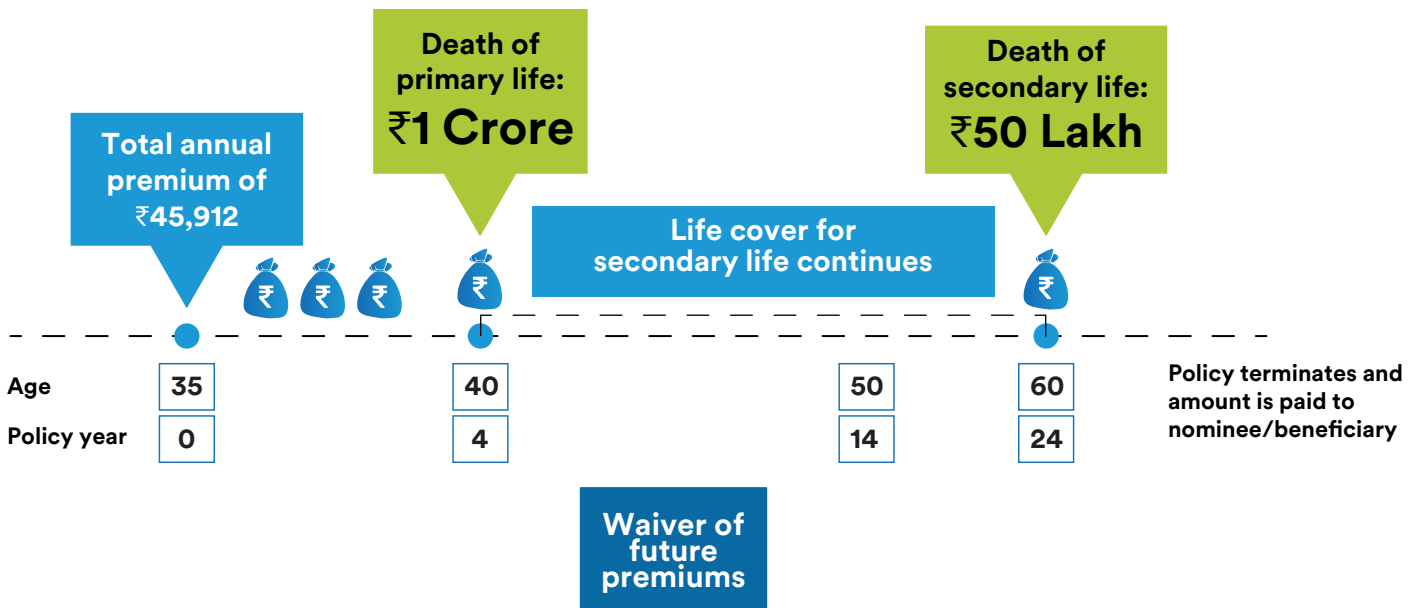 Total annual
premium of
₹45,912
Death of
primary life:
₹1 Crore
Death of
secondary life:
₹50 Lakh
Life cover for
secondary life continues
₹ ₹ ₹ ₹ ₹
Age 35 40 50 60
Policy year 0 4 14 24
Policy terminates and
amount is paid to
nominee/beneficiary
Waiver of
future
premiums